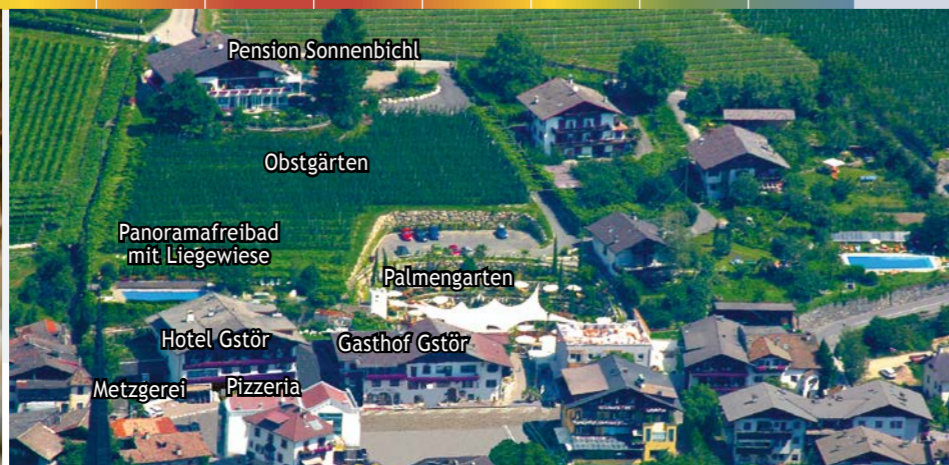 Pension Sonnenbichl
Obstgärten
Panoramafreibad
mit Liegewiese
Palmengarten
Hotel Gstör
Gasthof Gstör
Metzgerei
Pizzeria